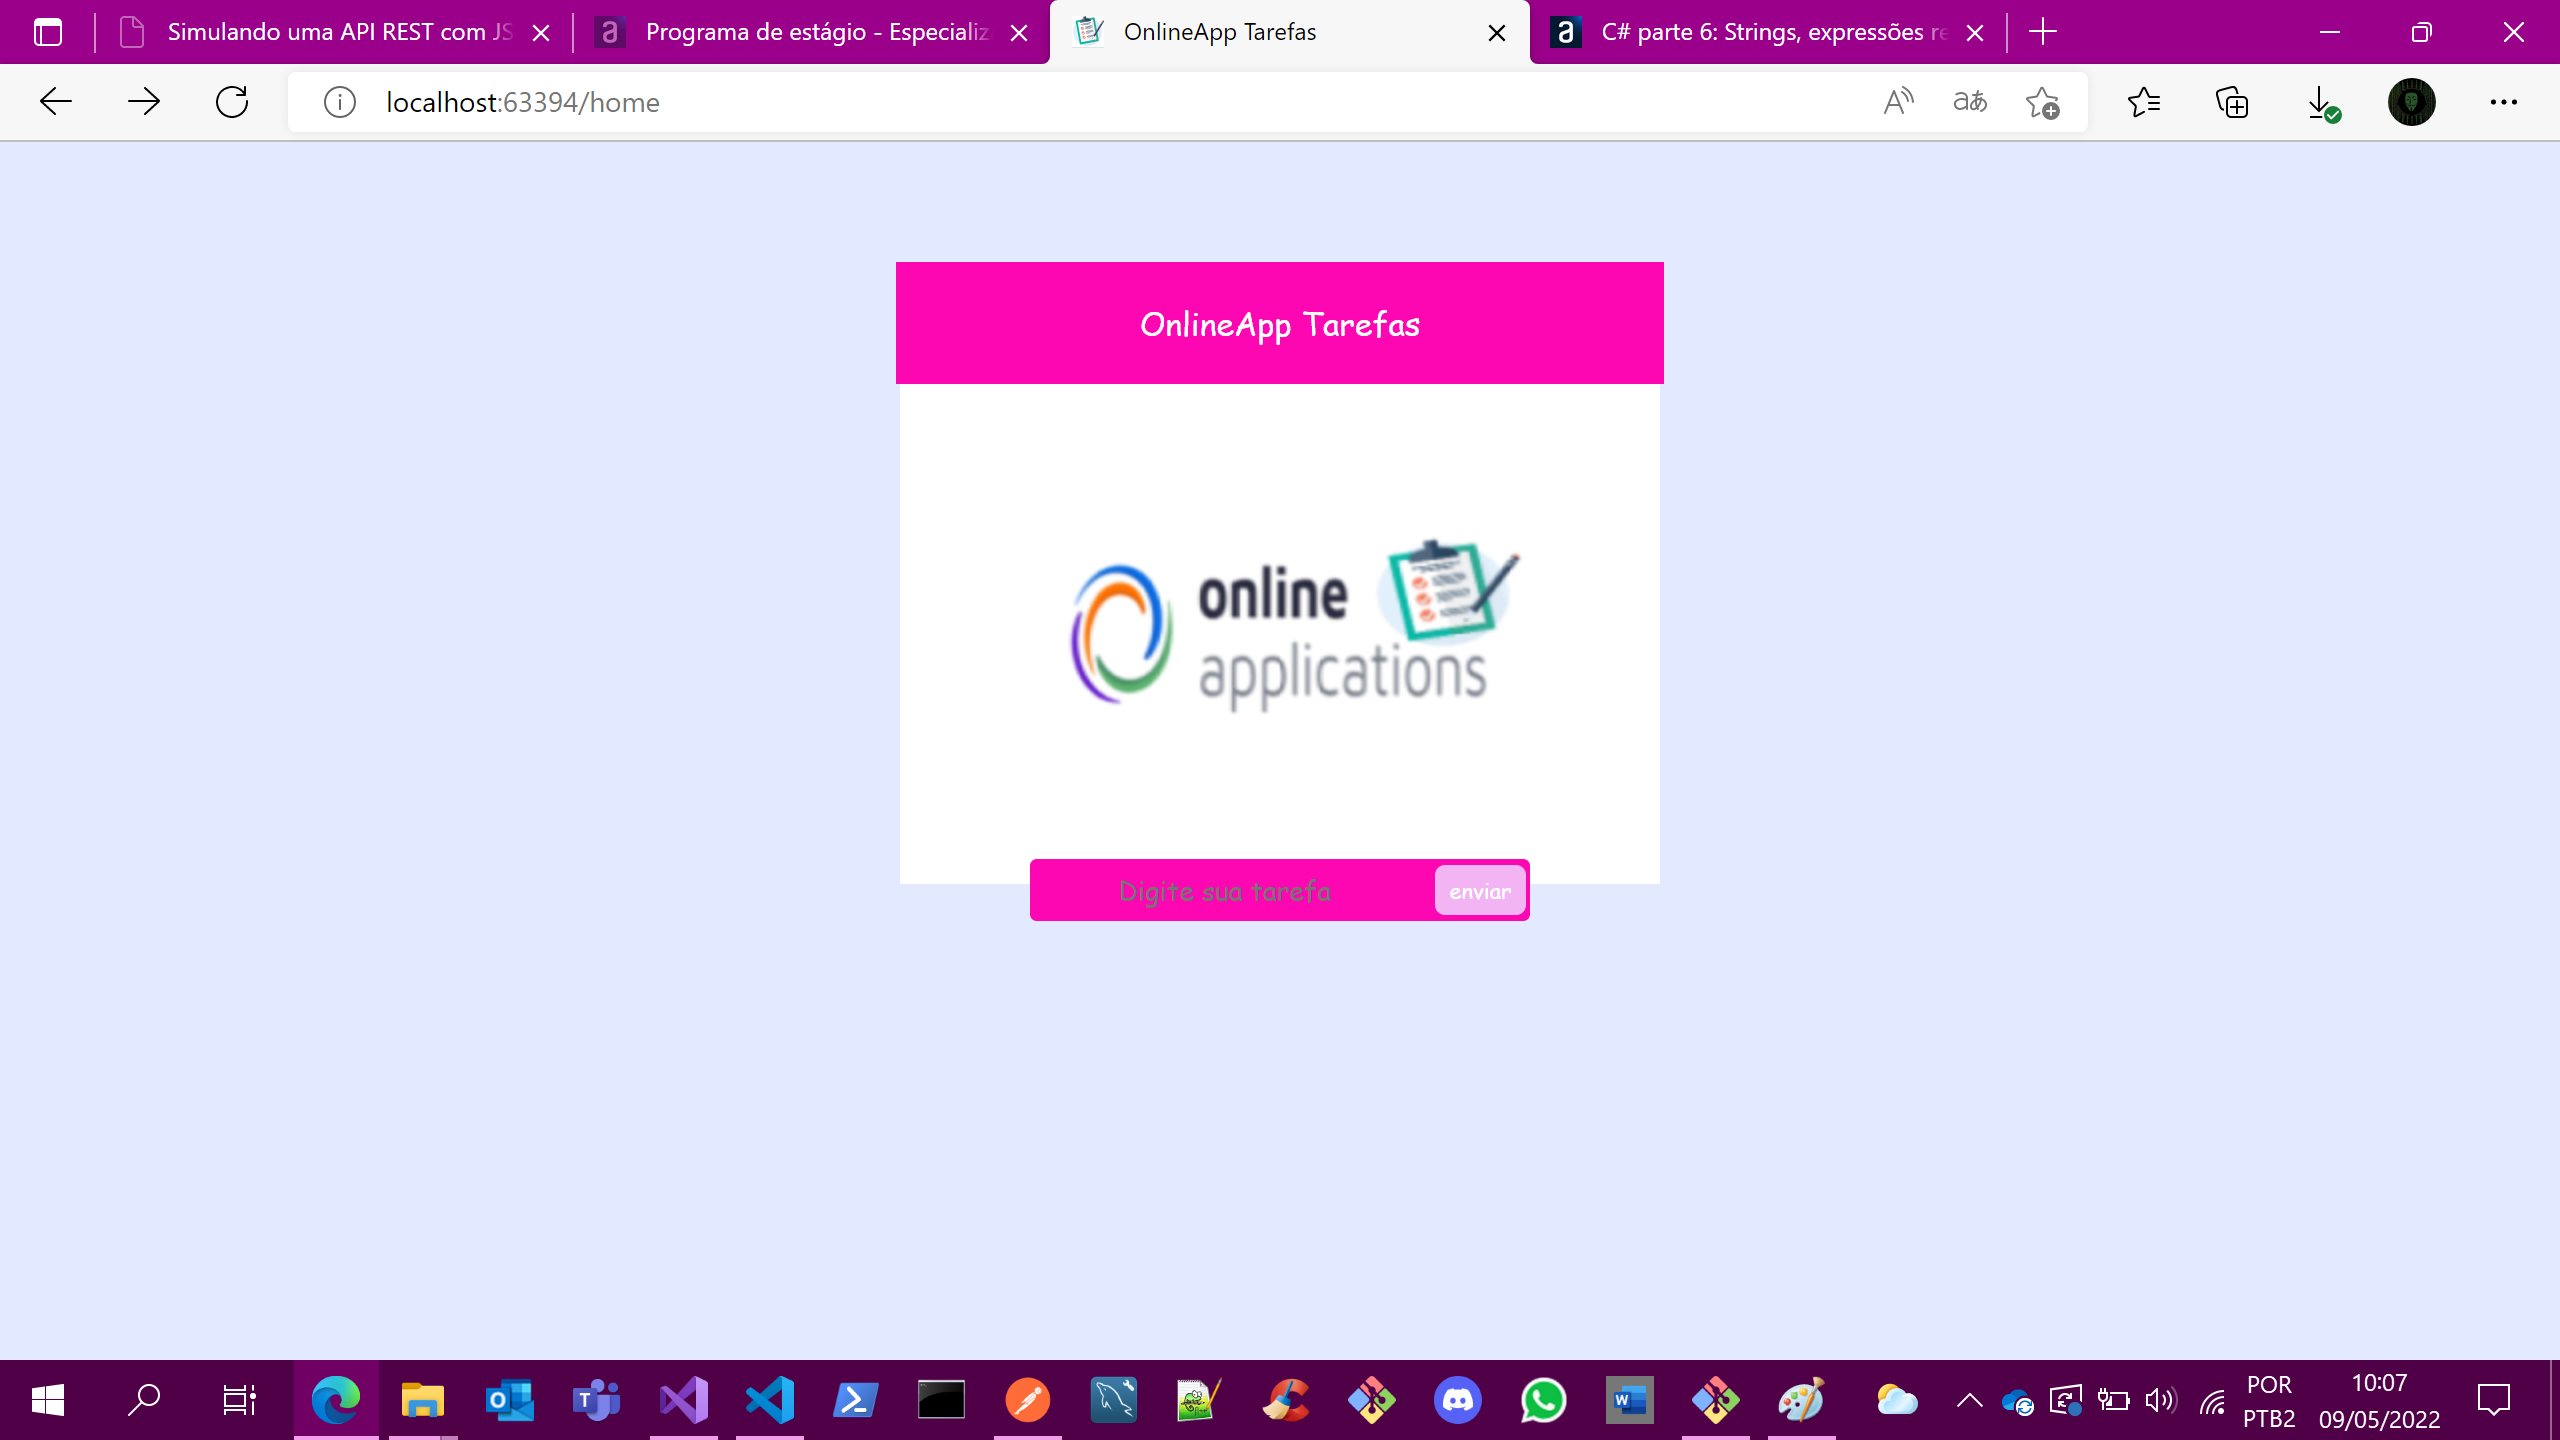 Simulando uma API REST com JS
Programa de estágio - Especializ
OnlineApp Tarefas
C# parte 6: Strings, expressões re
localhost:63394/home
OnlineApp Tarefas
online
applications
Digite sua tarefa
enviar
POR
PTB2
10:07
09/05/2022